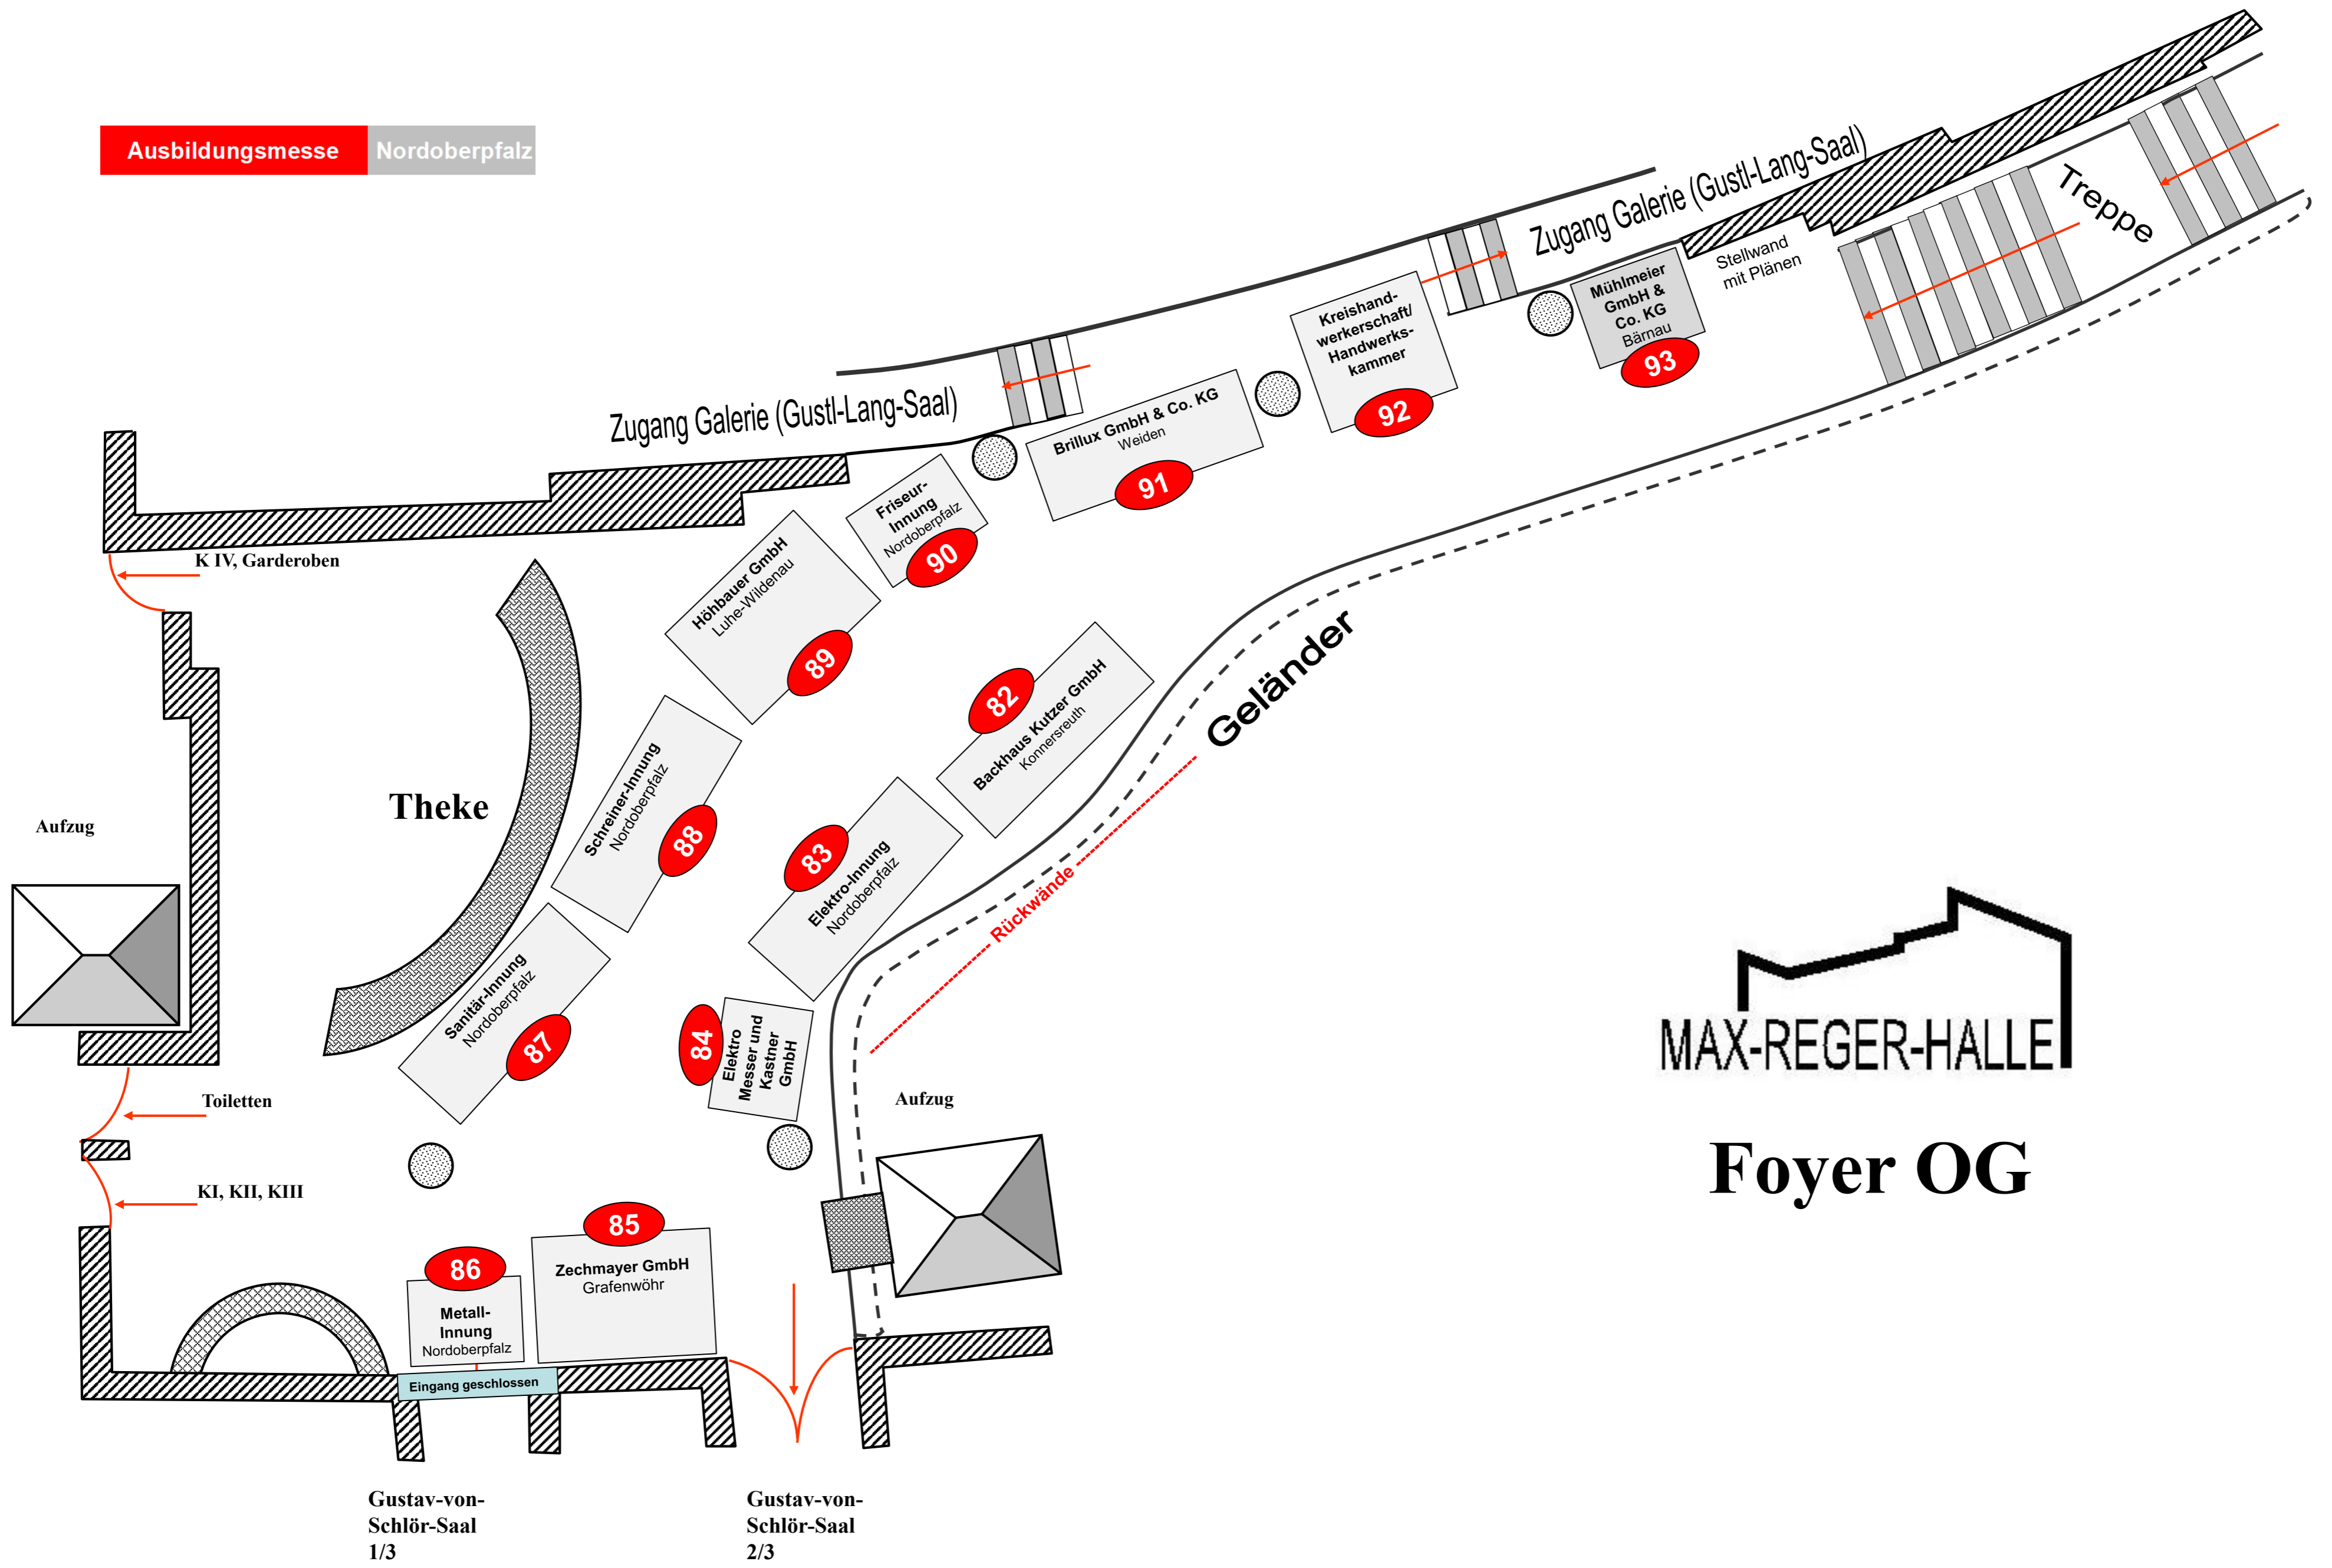 Ausbildungsmesse Nordoberpfalz
Zugang Galerie (Gustl-Lang-Saal)
Treppe
Stellwand
mit Plänen
Mühlmeier
GmbH &
Co. KG
Bärnau
93
Kreishand-
werkerschaft/
Handwerks-
kammer
92
Zugang Galerie (Gustl-Lang-Saal)
Brillux GmbH & Co. KG
Weiden
91
Friseur-
Innung
Nordoberpfalz
90
K IV, Garderoben
Höhbauer GmbH
Luhe-Wildenau
89
Geländer
82
Backhaus Kutzer GmbH
Konnersreuth
Schreiner-Innung
Nordoberpfalz
88
Theke
Aufzug
83
Elektro-Innung
Nordoberpfalz
Rückwände
Sanitär-Innung
Nordoberpfalz
87
84
Elektro
Messer und
Kastner
GmbH
Aufzug
Toiletten
KI, KII, KIII
MAX-REGER-HALLE
Foyer OG
85
Zechmayer GmbH
Grafenwöhr
86
Metall-
Innung
Nordoberpfalz
Eingang geschlossen
Gustav-von-
Schlör-Saal
1/3
Gustav-von-
Schlör-Saal
2/3